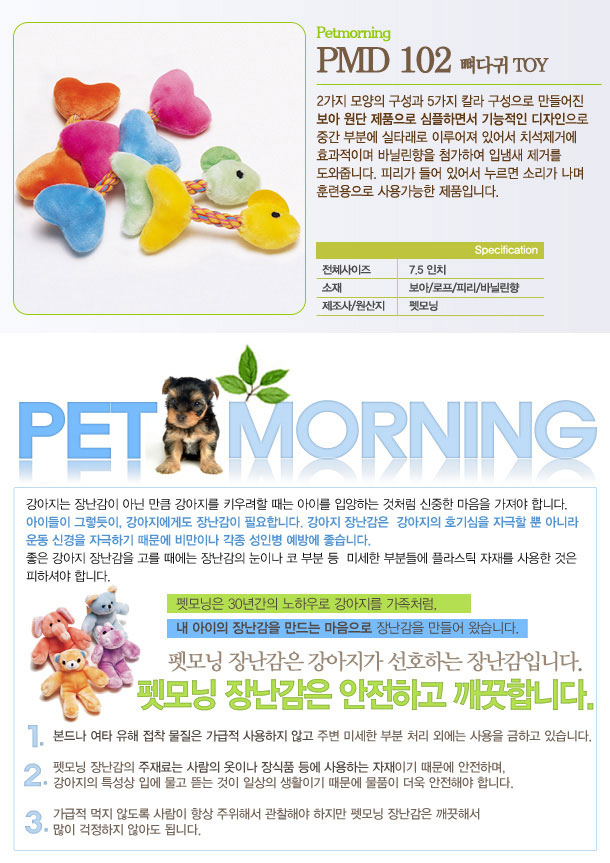 Petmorning
PMD 102 뼈다귀 TOY
2가지 모양의 구성과 5가지 칼라 구성으로 만들어진
보아 원단 제품으로 심플하면서 기능적인 디자인으로
중간 부분에 실타래로 이루어져 있어서 치석제거에
효과적이며 바닐린향을 첨가하여 입냄새 제거를
도와줍니다. 피리가 들어 있어서 누르면 소리가 나며
훈련용으로 사용가능한 제품입니다.
Specification
전체사이즈 7.5 인치
소재 보아/로프/피리/바닐린향
제조사/원산지 펫모닝
PET MORNING
강아지는 장난감이 아닌 만큼 강아지를 키우려할 때는 아이를 입양하는 것처럼 신중한 마음을 가져야 합니다.
아이들이 그렇듯이, 강아지에게도 장난감이 필요합니다. 강아지 장난감은 강아지의 호기심을 자극할 뿐 아니라
운동 신경을 자극하기 때문에 비만이나 각종 성인병 예방에 좋습니다.
좋은 강아지 장난감을 고를 때에는 장난감의 눈이나 코 부분 등 미세한 부분들에 플라스틱 자재를 사용한 것은
피하셔야 합니다.
펫모닝은 30년간의 노하우로 강아지를 가족처럼,
내 아이의 장난감을 만드는 마음으로 장난감을 만들어 왔습니다.
펫모닝 장난감은 강아지가 선호하는 장난감입니다.
펫모닝 장난감은 안전하고 깨끗합니다.
1. 본드나 여타 유해 접착 물질은 가급적 사용하지 않고 주변 미세한 부분 처리 외에는 사용을 금하고 있습니다.
2. 펫모닝 장난감의 주재료는 사람의 옷이나 장식품 등에 사용하는 자재이기 때문에 안전하며,
강아지의 특성상 입에 물고 뜯는 것이 일상의 생활이기 때문에 물품이 더욱 안전해야 합니다.
3. 가급적 먹지 않도록 사람이 항상 주위해서 관찰해야 하지만 펫모닝 장난감은 깨끗해서
많이 걱정하지 않아도 됩니다.